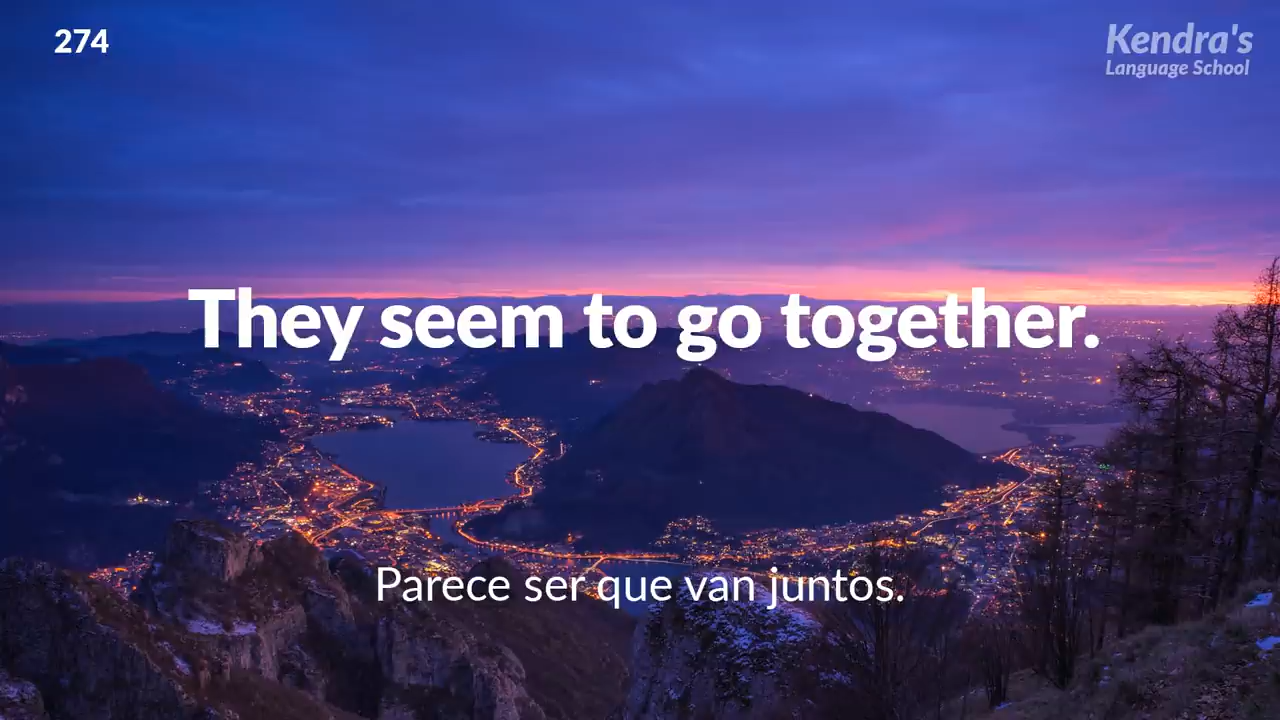 274
Kendra's
Language School
They seem to go together.
Parece ser que van juntos.